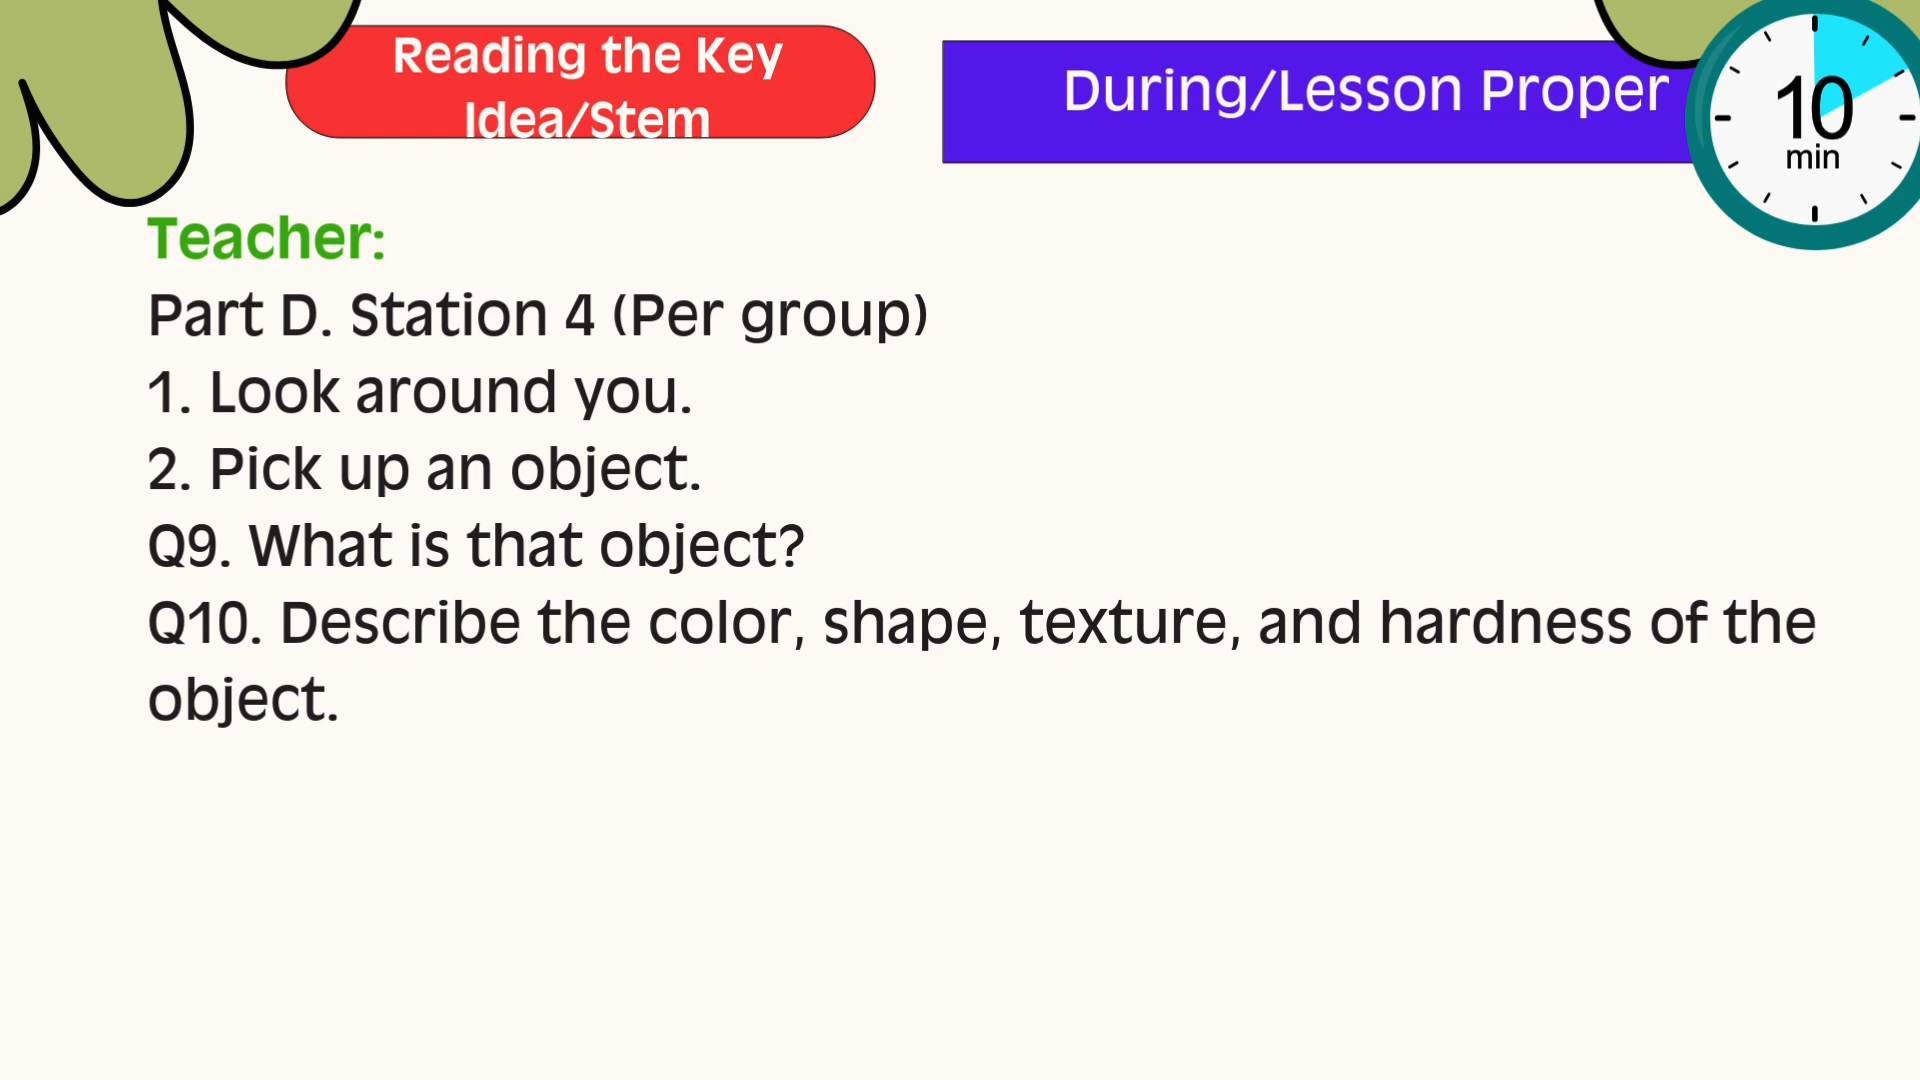 Reading the Key
Idea/Stem
During/Lesson Proper
10
min
Teacher:
Part D. Station 4 (Per group)
1. Look around you.
2. Pick up an object.
Q9. What is that object?
Q10. Describe the color, shape, texture, and hardness of the
object.